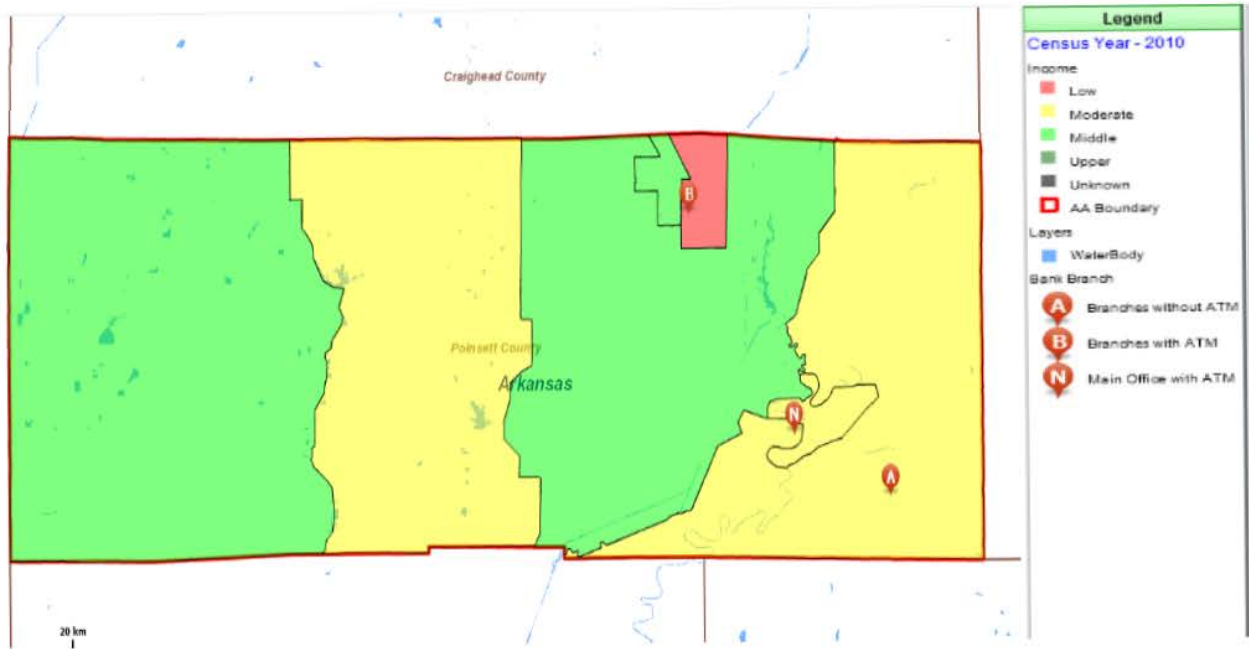 Craighead County
Poinsett County
Arkansas
B
N
A
20 km
Legend
Census Year - 2010
Income
Low
Moderate
Middle
Upper
Unknown
AA Boundary
Layers
WaterBody
Bank Branch
A Branches without ATM
B Branches with ATM
N Main Office with ATM